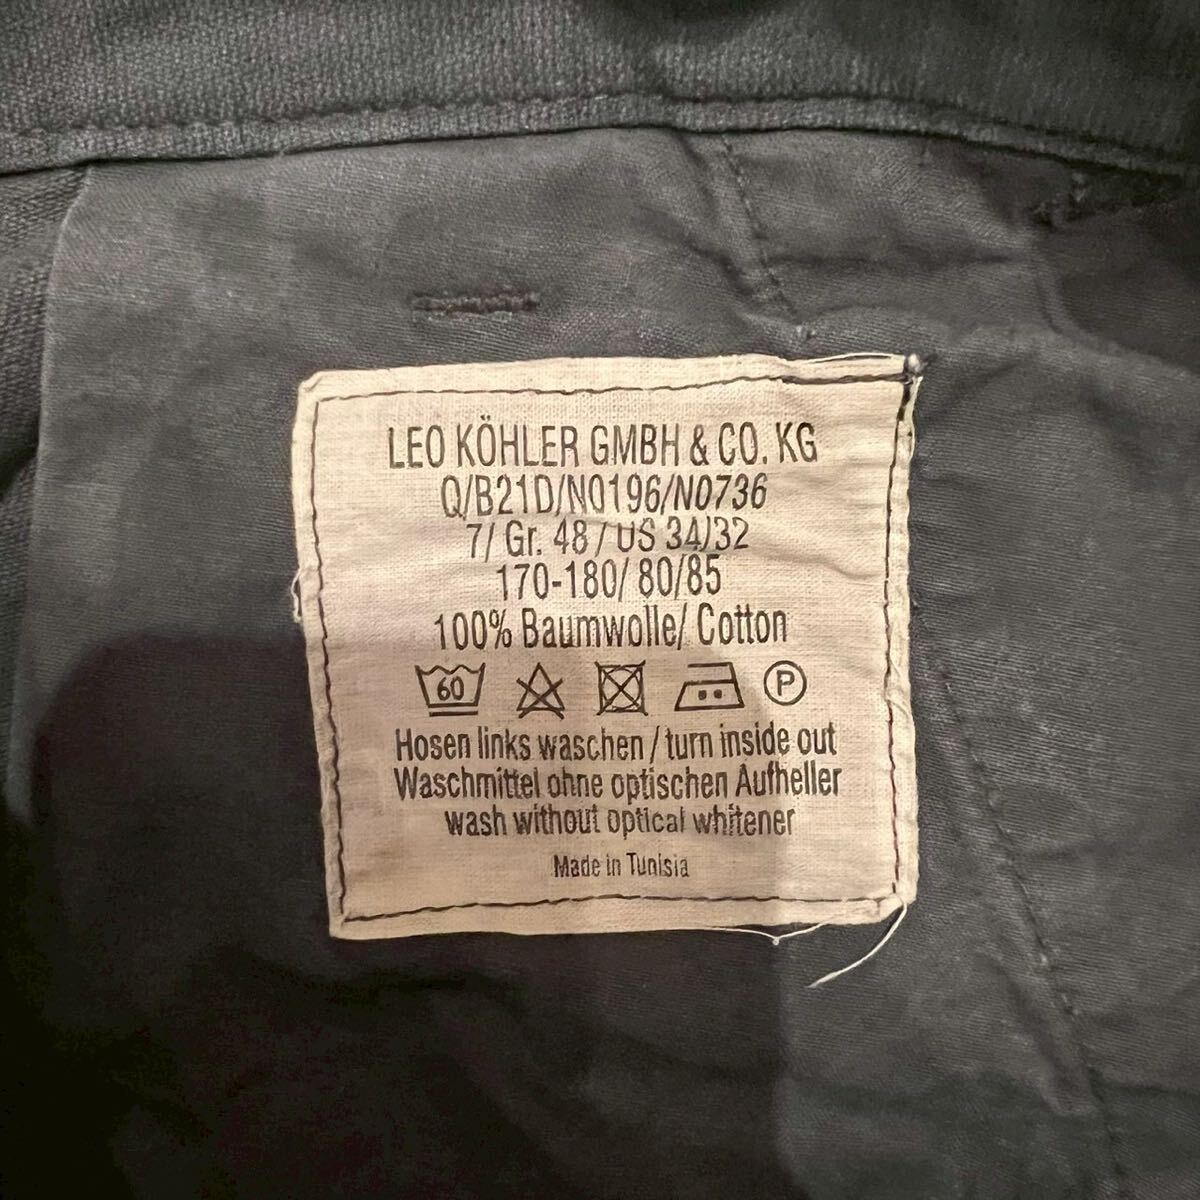 LEO KÖHLER GMBH & CO. KG
Q/B21D/N0196/N0736
7/ Gr. 48 / US 34/32
170-180/ 80/85
100% Baumwolle/ Cotton
60 P
Hosen links waschen / turn inside out
Waschmittel ohne optischen Aufheller
wash without optical whitener
Made in Tunisia